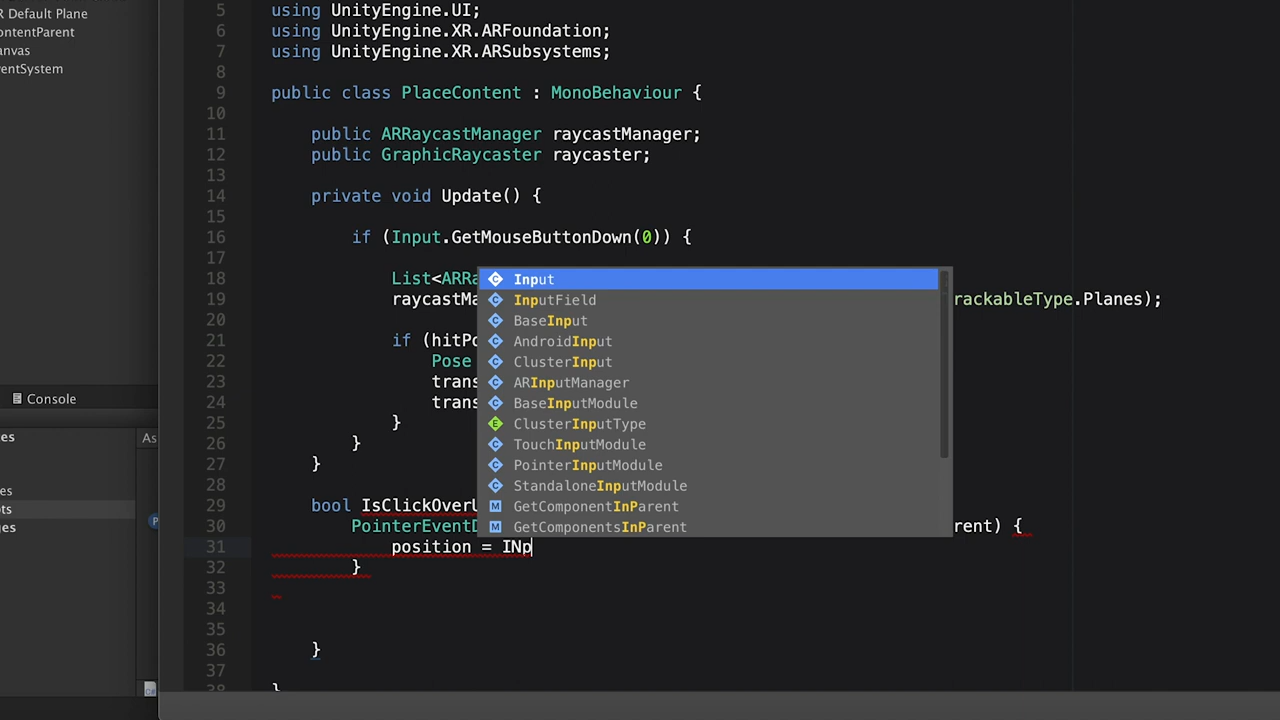 R Default Plane
ontentParent
anvas
entSystem
Console
es
As
es
ots
es
5 using UnityEngine.UI;
6 using UnityEngine.XR.ARFoundation;
7 using UnityEngine.XR.ARSubsystems;
8
9 public class PlaceContent : MonoBehaviour {
10
11 public ARRaycastManager raycastManager;
12 public GraphicRaycaster raycaster;
13
14 private void Update() {
15
16 if (Input.GetMouseButtonDown(0)) {
17
18 List<ARRa
19 raycastMa rackableType.Planes);
20
21 if (hitPo
22 Pose
23 trans
24 trans
25 }
26 }
27 }
28
29 bool IsClickOverU
30 PointerEventD rent) {
31 position = INp
32 }
33
34
35
36 }
37
38 }
Input
InputField
BaseInput
AndroidInput
ClusterInput
ARInputManager
BaseInputModule
ClusterInputType
TouchInputModule
PointerInputModule
StandaloneInputModule
GetComponentInParent
GetComponentsInParent